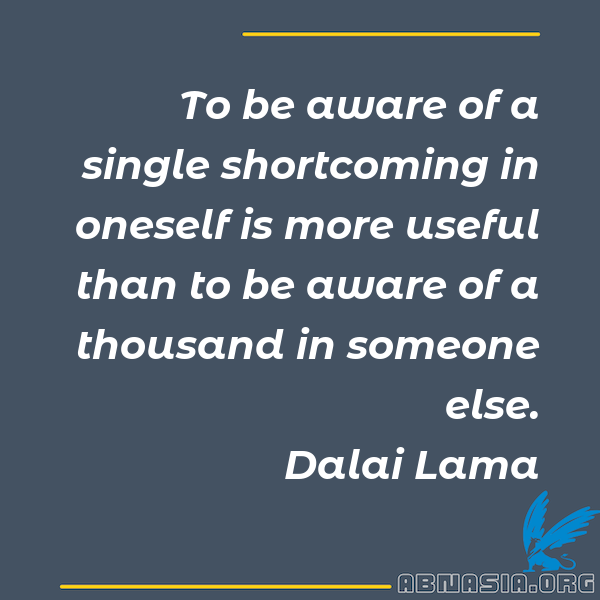 To be aware of a
single shortcoming in
oneself is more useful
than to be aware of a
thousand in someone
else.
Dalai Lama
ABNASIA.ORG